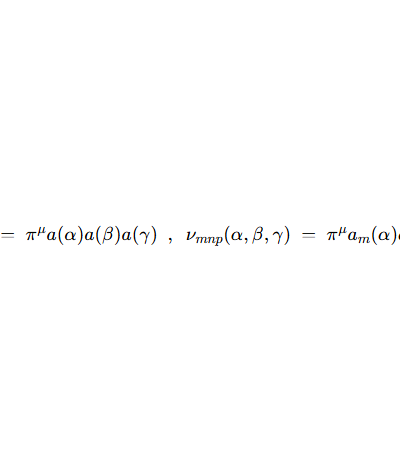 = π^μ a(α)a(β)a(γ) , ν_{mnp}(α, β, γ) = π^μ a_m(α)